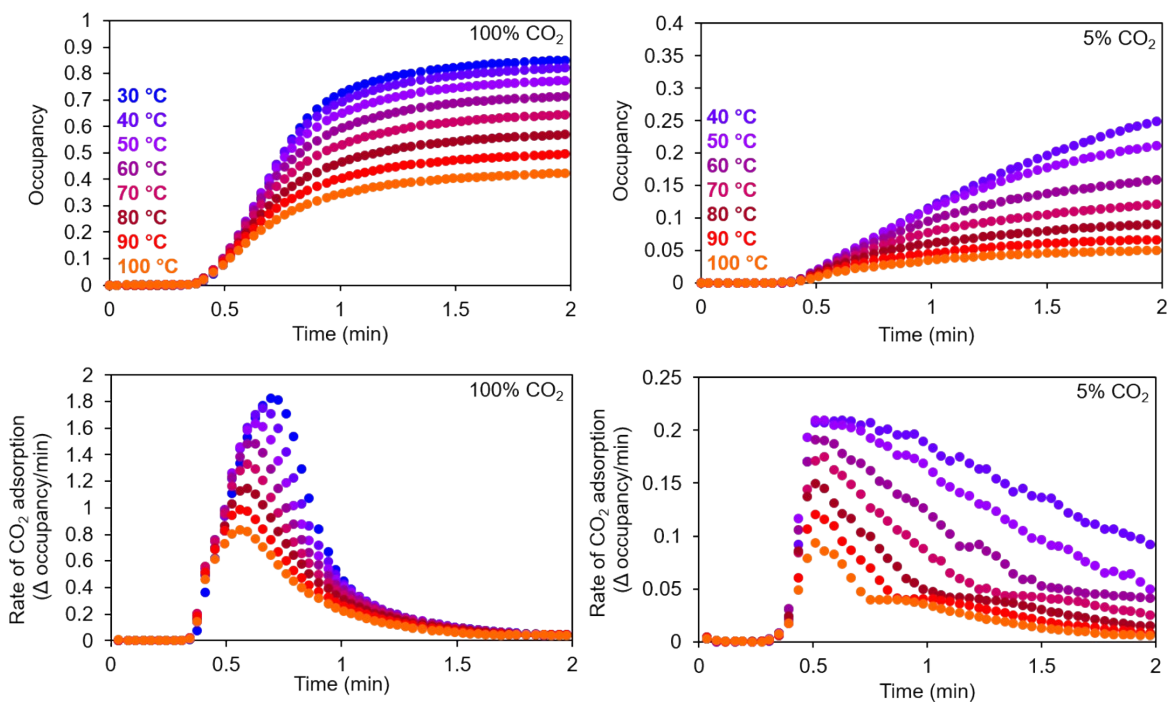 100% CO₂
1
0.9
0.8
0.7
0.6
0.5
0.4
0.3
0.2
0.1
0
Occupancy
30 °C
40 °C
50 °C
60 °C
70 °C
80 °C
90 °C
100 °C
0 0.5 1 1.5 2
Time (min)
5% CO₂
0.4
0.35
0.3
0.25
0.2
0.15
0.1
0.05
0
Occupancy
40 °C
50 °C
60 °C
70 °C
80 °C
90 °C
100 °C
0 0.5 1 1.5 2
Time (min)
100% CO₂
2
1.8
1.6
1.4
1.2
1
0.8
0.6
0.4
0.2
0
Rate of CO₂ adsorption
(Δ occupancy/min)
0 0.5 1 1.5 2
Time (min)
5% CO₂
0.25
0.2
0.15
0.1
0.05
0
Rate of CO₂ adsorption
(Δ occupancy/min)
0 0.5 1 1.5 2
Time (min)